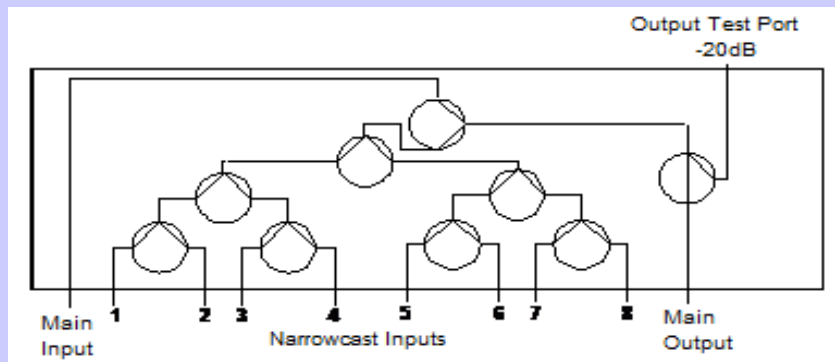 Output Test Port
-20dB
1 2 3 4 5 6 7 8
Main
Input
Narrowcast Inputs
Main
Output